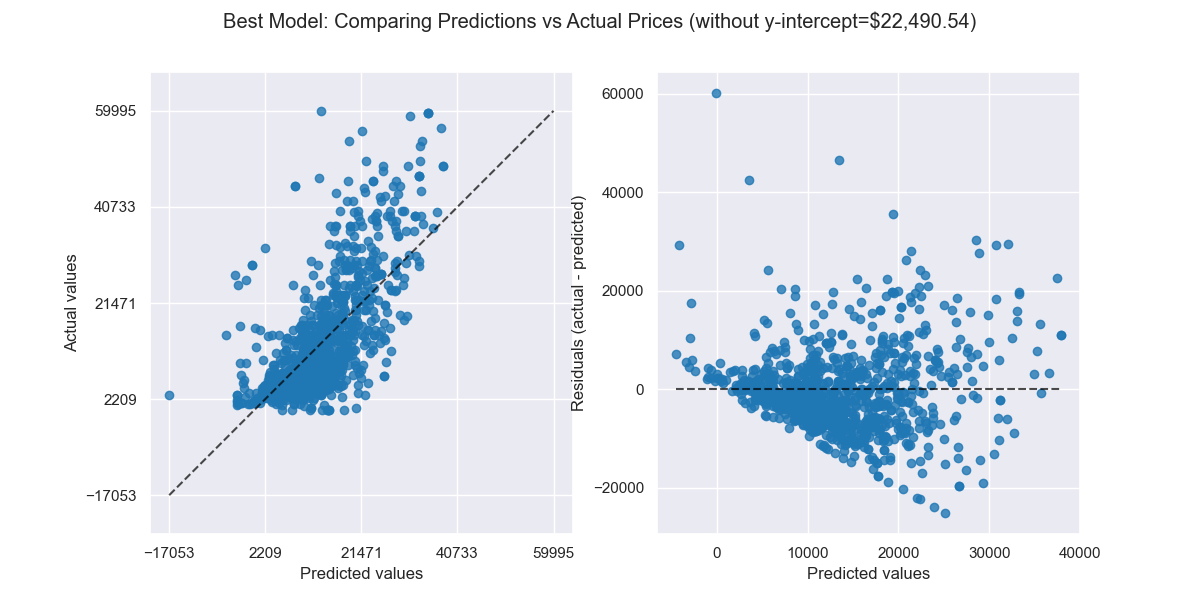 Best Model: Comparing Predictions vs Actual Prices (without y-intercept=$22,490.54)
Actual values
59995
40733
21471
2209
−17053
−17053 2209 21471 40733 59995
Predicted values
Residuals (actual - predicted)
60000
40000
20000
0
−20000
0 10000 20000 30000 40000
Predicted values